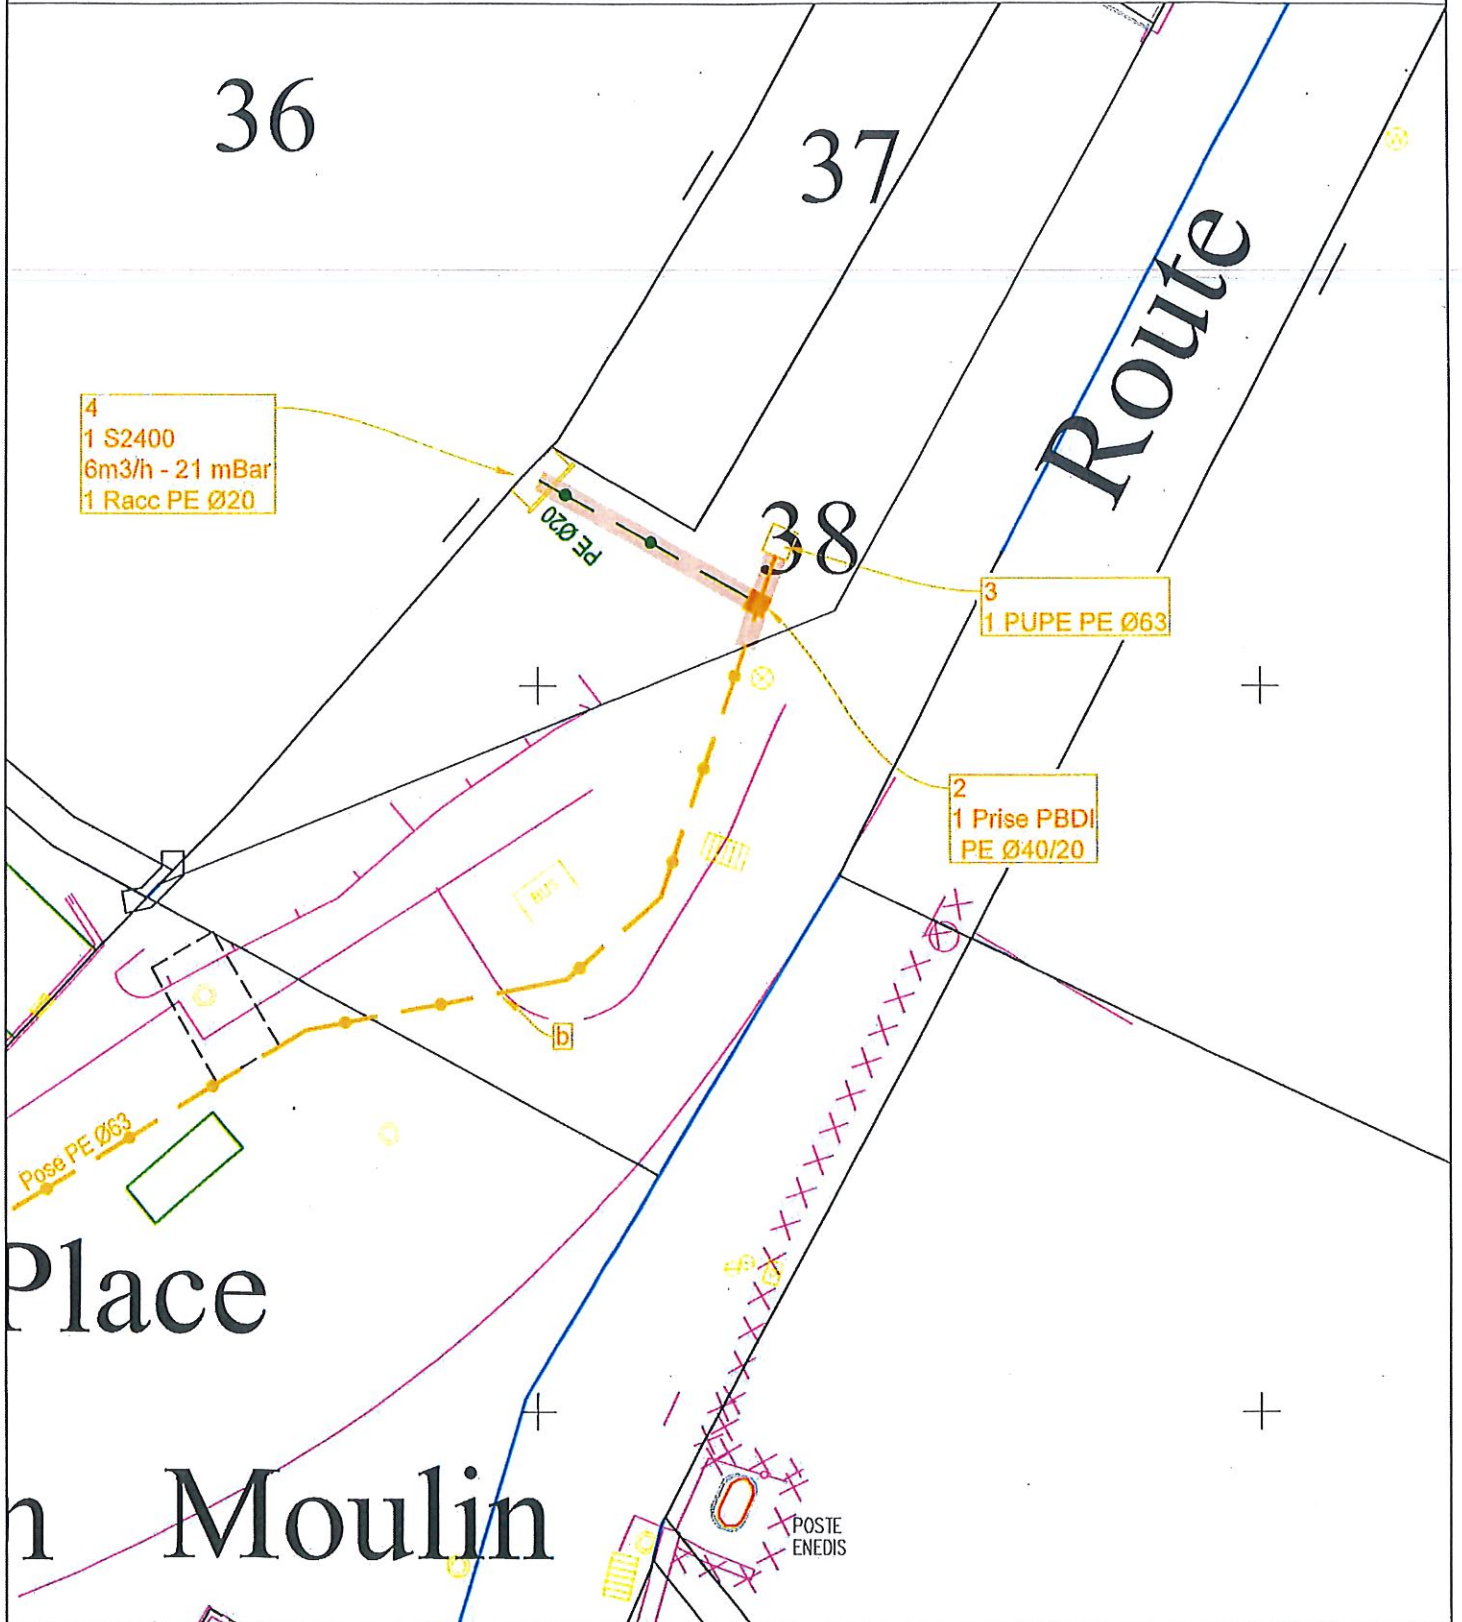 36
37
Route
4
1 S2400
6m3/h - 21 mBar
1 Racc PE Ø20
PE Ø20
38
3
1 PUPE PE Ø63
2
1 Prise PBDI
PE Ø40/20
BUS
b
Pose PE Ø63
Place
n Moulin
POSTE
ENEDIS